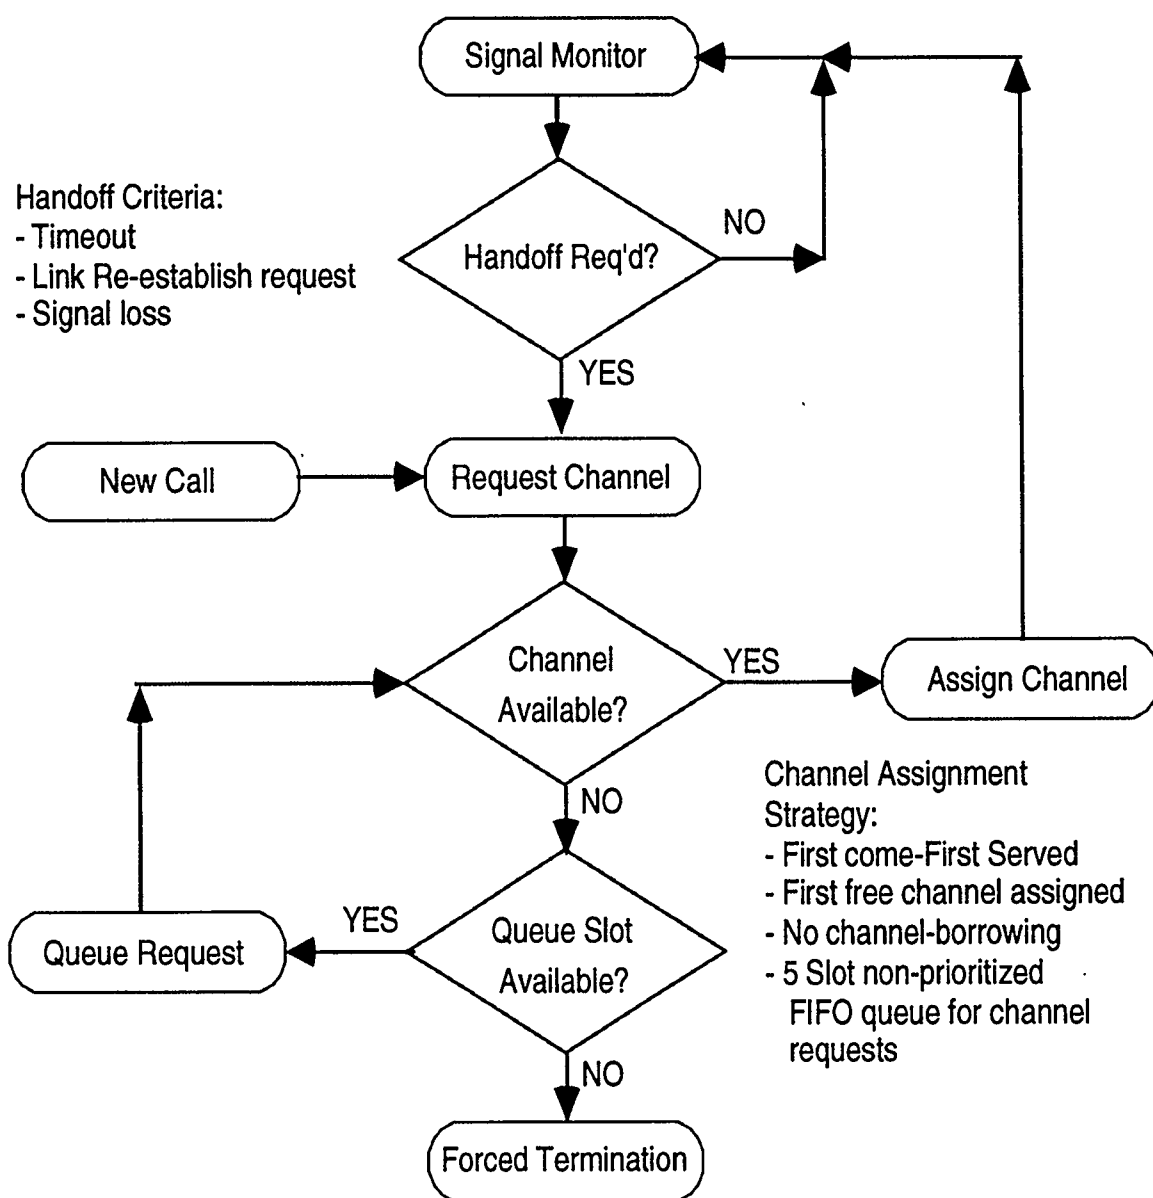 Signal Monitor
Handoff Criteria:
- Timeout
- Link Re-establish request
- Signal loss
NO
Handoff Req'd?
YES
New Call
Request Channel
Channel
Available?
YES
Assign Channel
NO
Channel Assignment
Strategy:
- First come-First Served
- First free channel assigned
- No channel-borrowing
- 5 Slot non-prioritized
FIFO queue for channel
requests
YES
Queue Request
Queue Slot
Available?
NO
Forced Termination